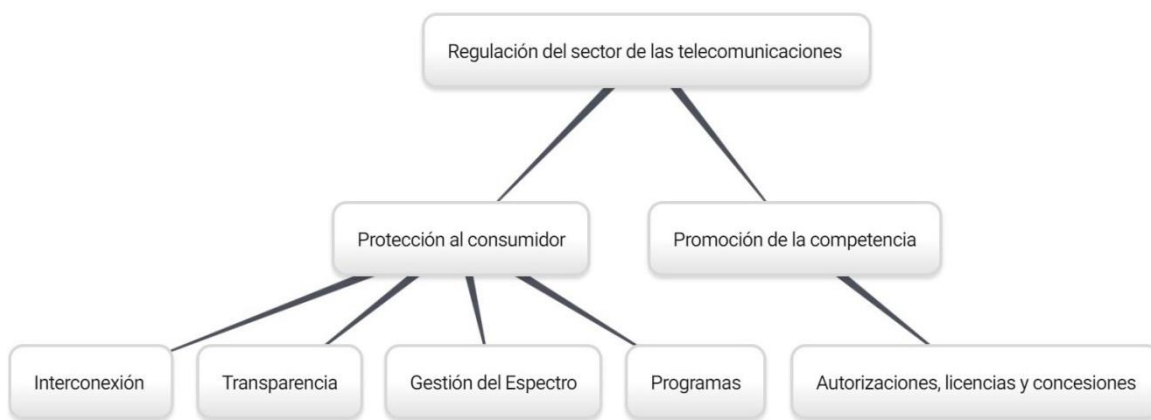 Regulación del sector de las telecomunicaciones
Protección al consumidor
Promoción de la competencia
Interconexión
Transparencia
Gestión del Espectro
Programas
Autorizaciones, licencias y concesiones